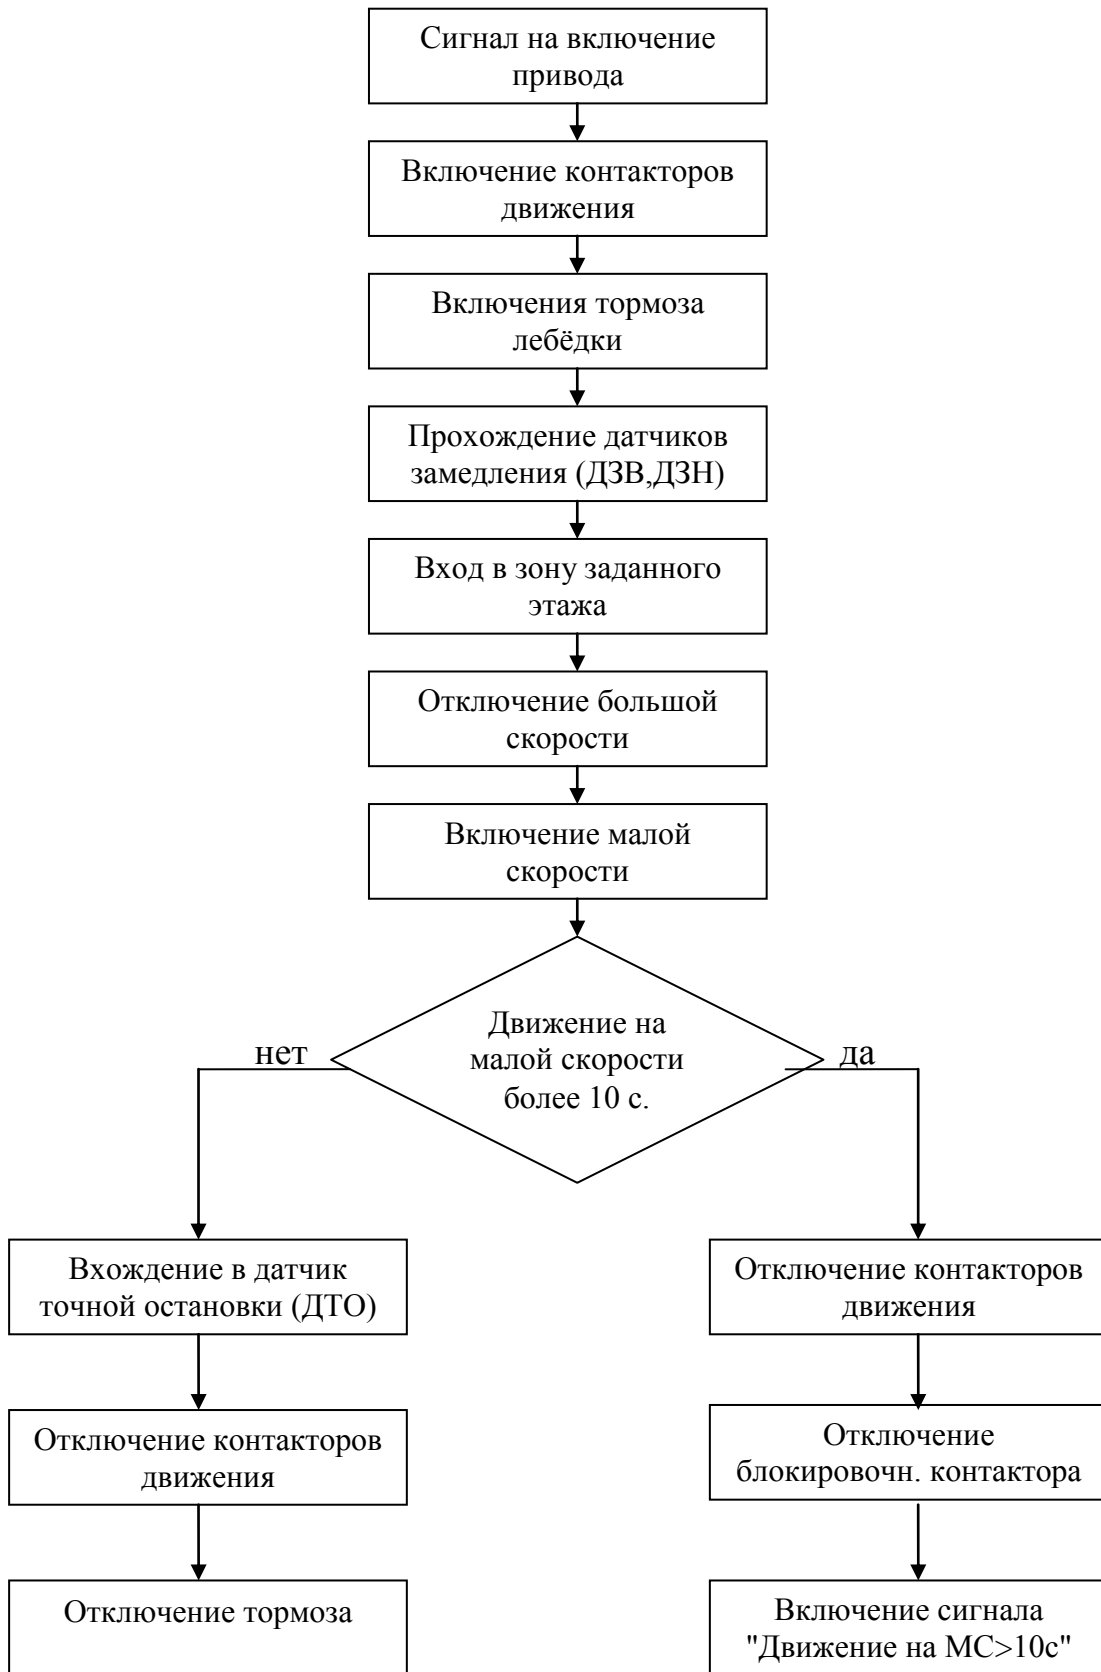 Сигнал на включение
привода
Включение контакторов
движения
Включения тормоза
лебёдки
Прохождение датчиков
замедления (ДЗВ,ДЗН)
Вход в зону заданного
этажа
Отключение большой
скорости
Включение малой
скорости
Движение на
малой скорости
более 10 с.
нет
да
Вхождение в датчик
точной остановки (ДТО)
Отключение контакторов
движения
Отключение тормоза
Отключение контакторов
движения
Отключение
блокировочн. контактора
Включение сигнала
"Движение на МС>10с"